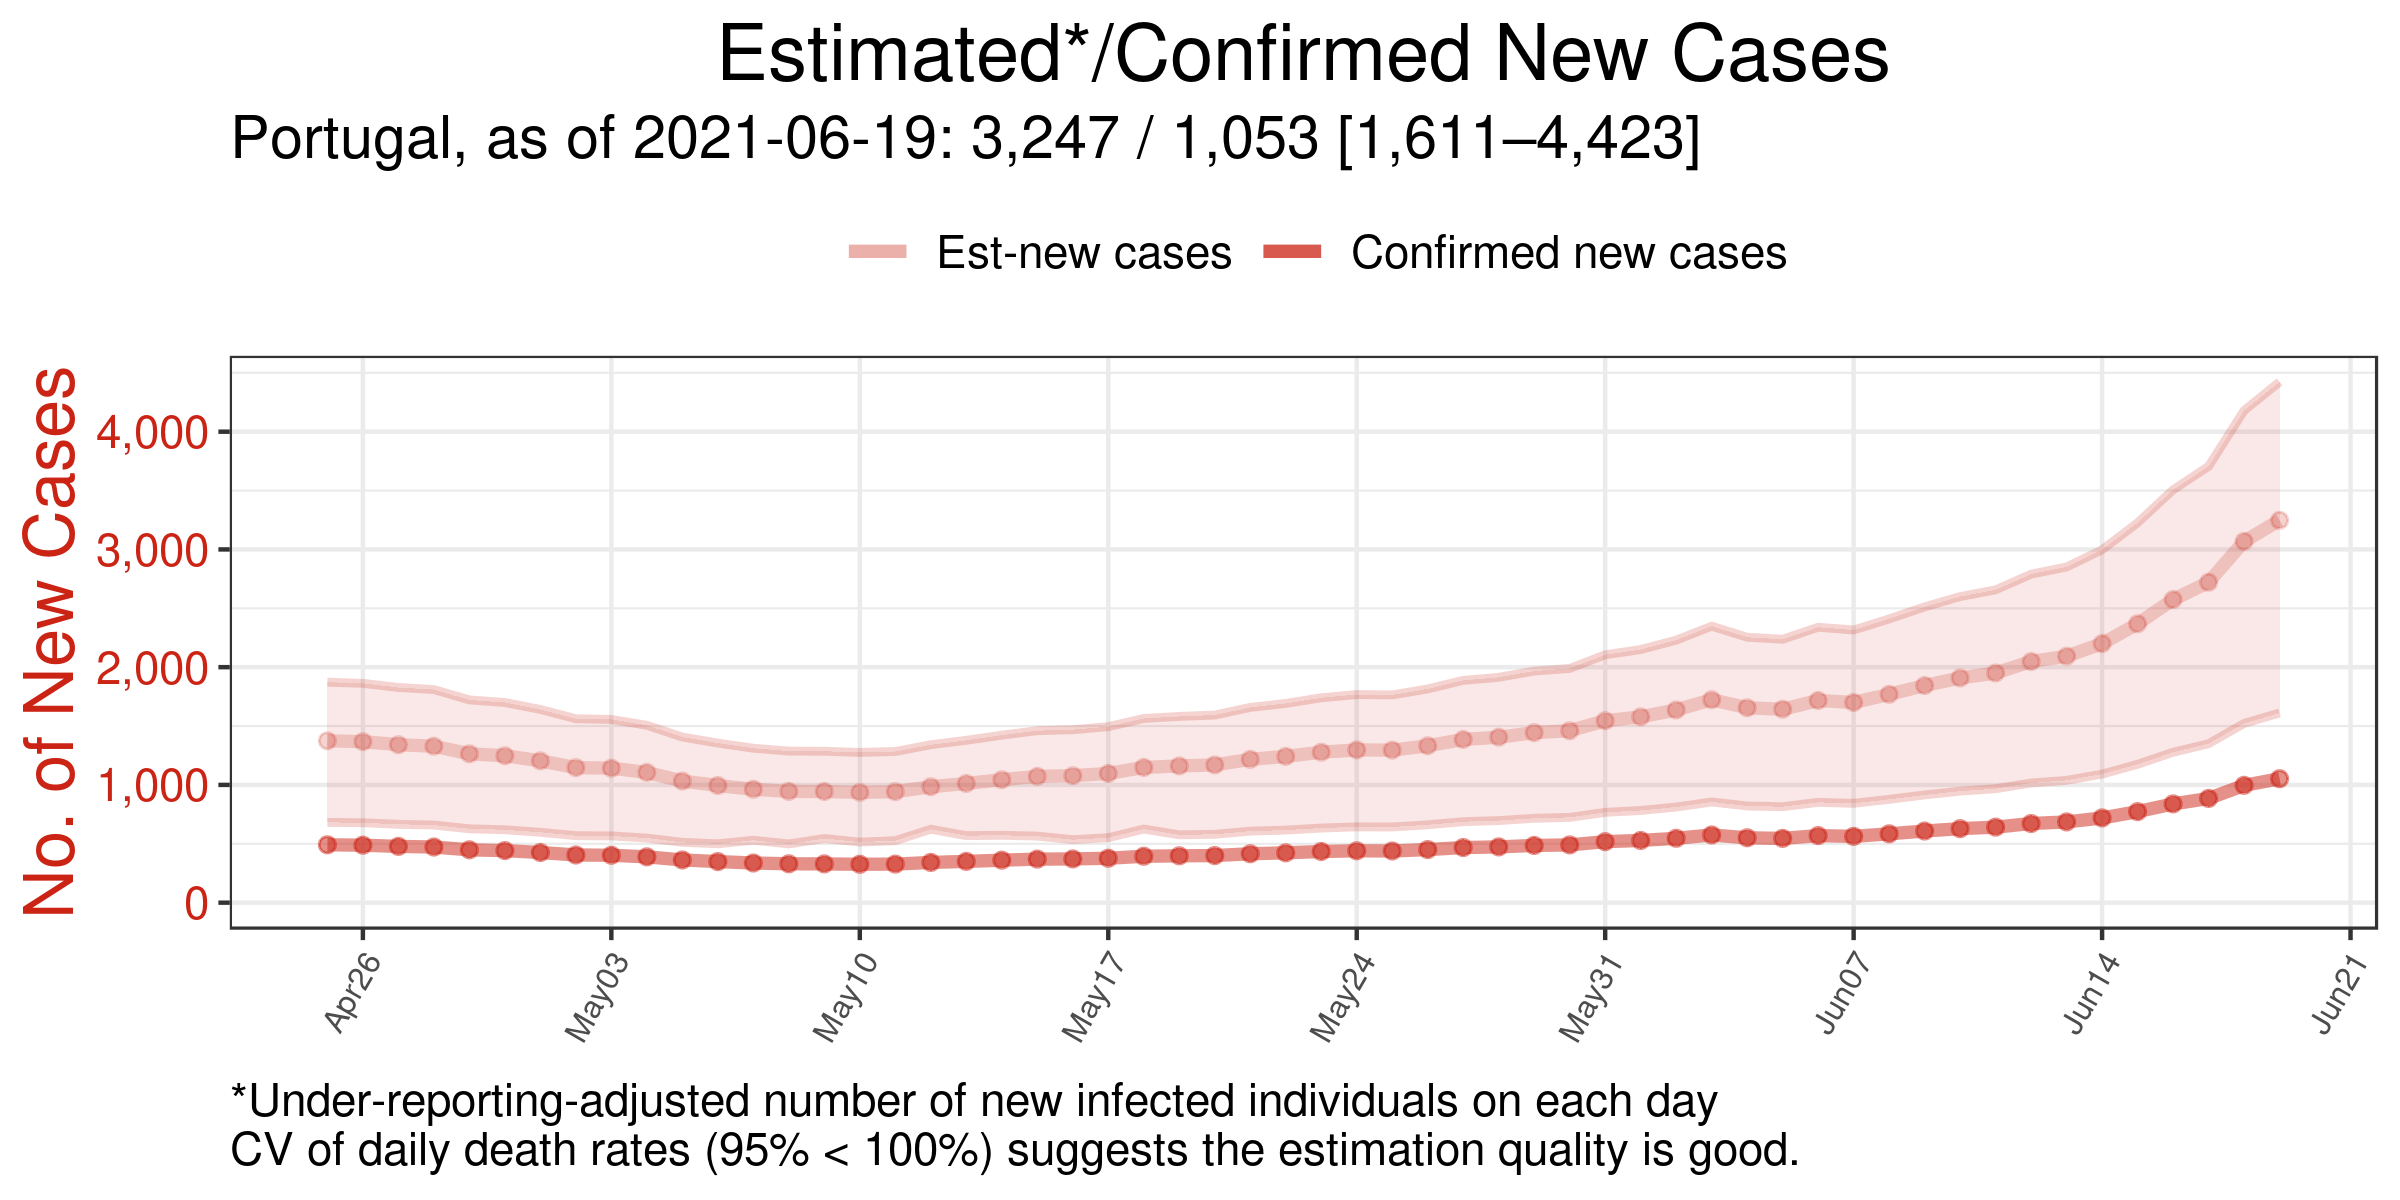 Estimated*/Confirmed New Cases
Portugal, as of 2021-06-19: 3,247 / 1,053 [1,611–4,423]
Est-new cases
Confirmed new cases
No. of New Cases
4,000
3,000
2,000
1,000
0
Apr26
May03
May10
May17
May24
May31
Jun07
Jun14
Jun21
*Under-reporting-adjusted number of new infected individuals on each day
CV of daily death rates (95% < 100%) suggests the estimation quality is good.